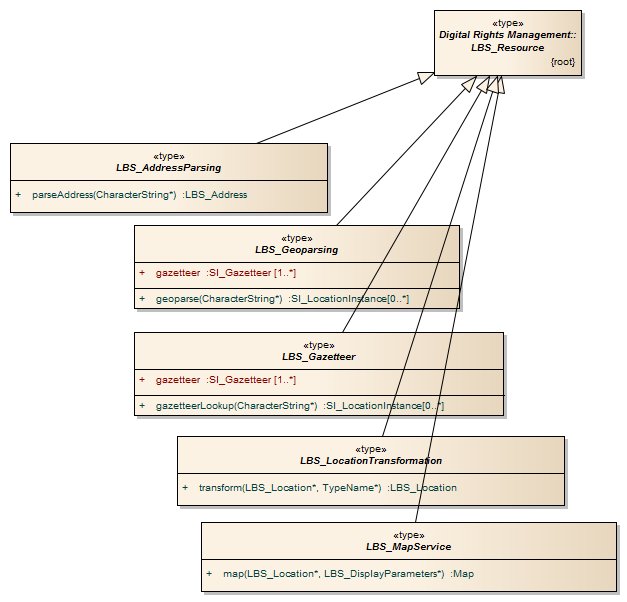 «type»
Digital Rights Management::
LBS_Resource
{root}
«type»
LBS_AddressParsing
+ parseAddress(CharacterString*) :LBS_Address
«type»
LBS_Geoparsing
+ gazetteer :SI_Gazetteer [1..*]
+ geoparse(CharacterString*) :SI_LocationInstance[0..*]
«type»
LBS_Gazetteer
+ gazetteer :SI_Gazetteer [1..*]
+ gazetteerLookup(CharacterString*) :SI_LocationInstance[0..*]
«type»
LBS_LocationTransformation
+ transform(LBS_Location*, TypeName*) :LBS_Location
«type»
LBS_MapService
+ map(LBS_Location*, LBS_DisplayParameters*) :Map